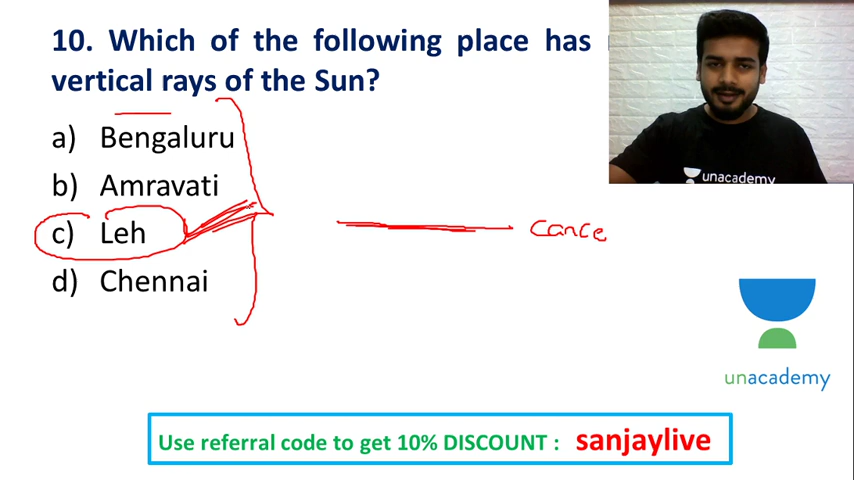 10. Which of the following place has
vertical rays of the Sun?
a) Bengaluru
b) Amravati
c) Leh
d) Chennai
cance
unacademy
unacademy
Use referral code to get 10% DISCOUNT : sanjaylive